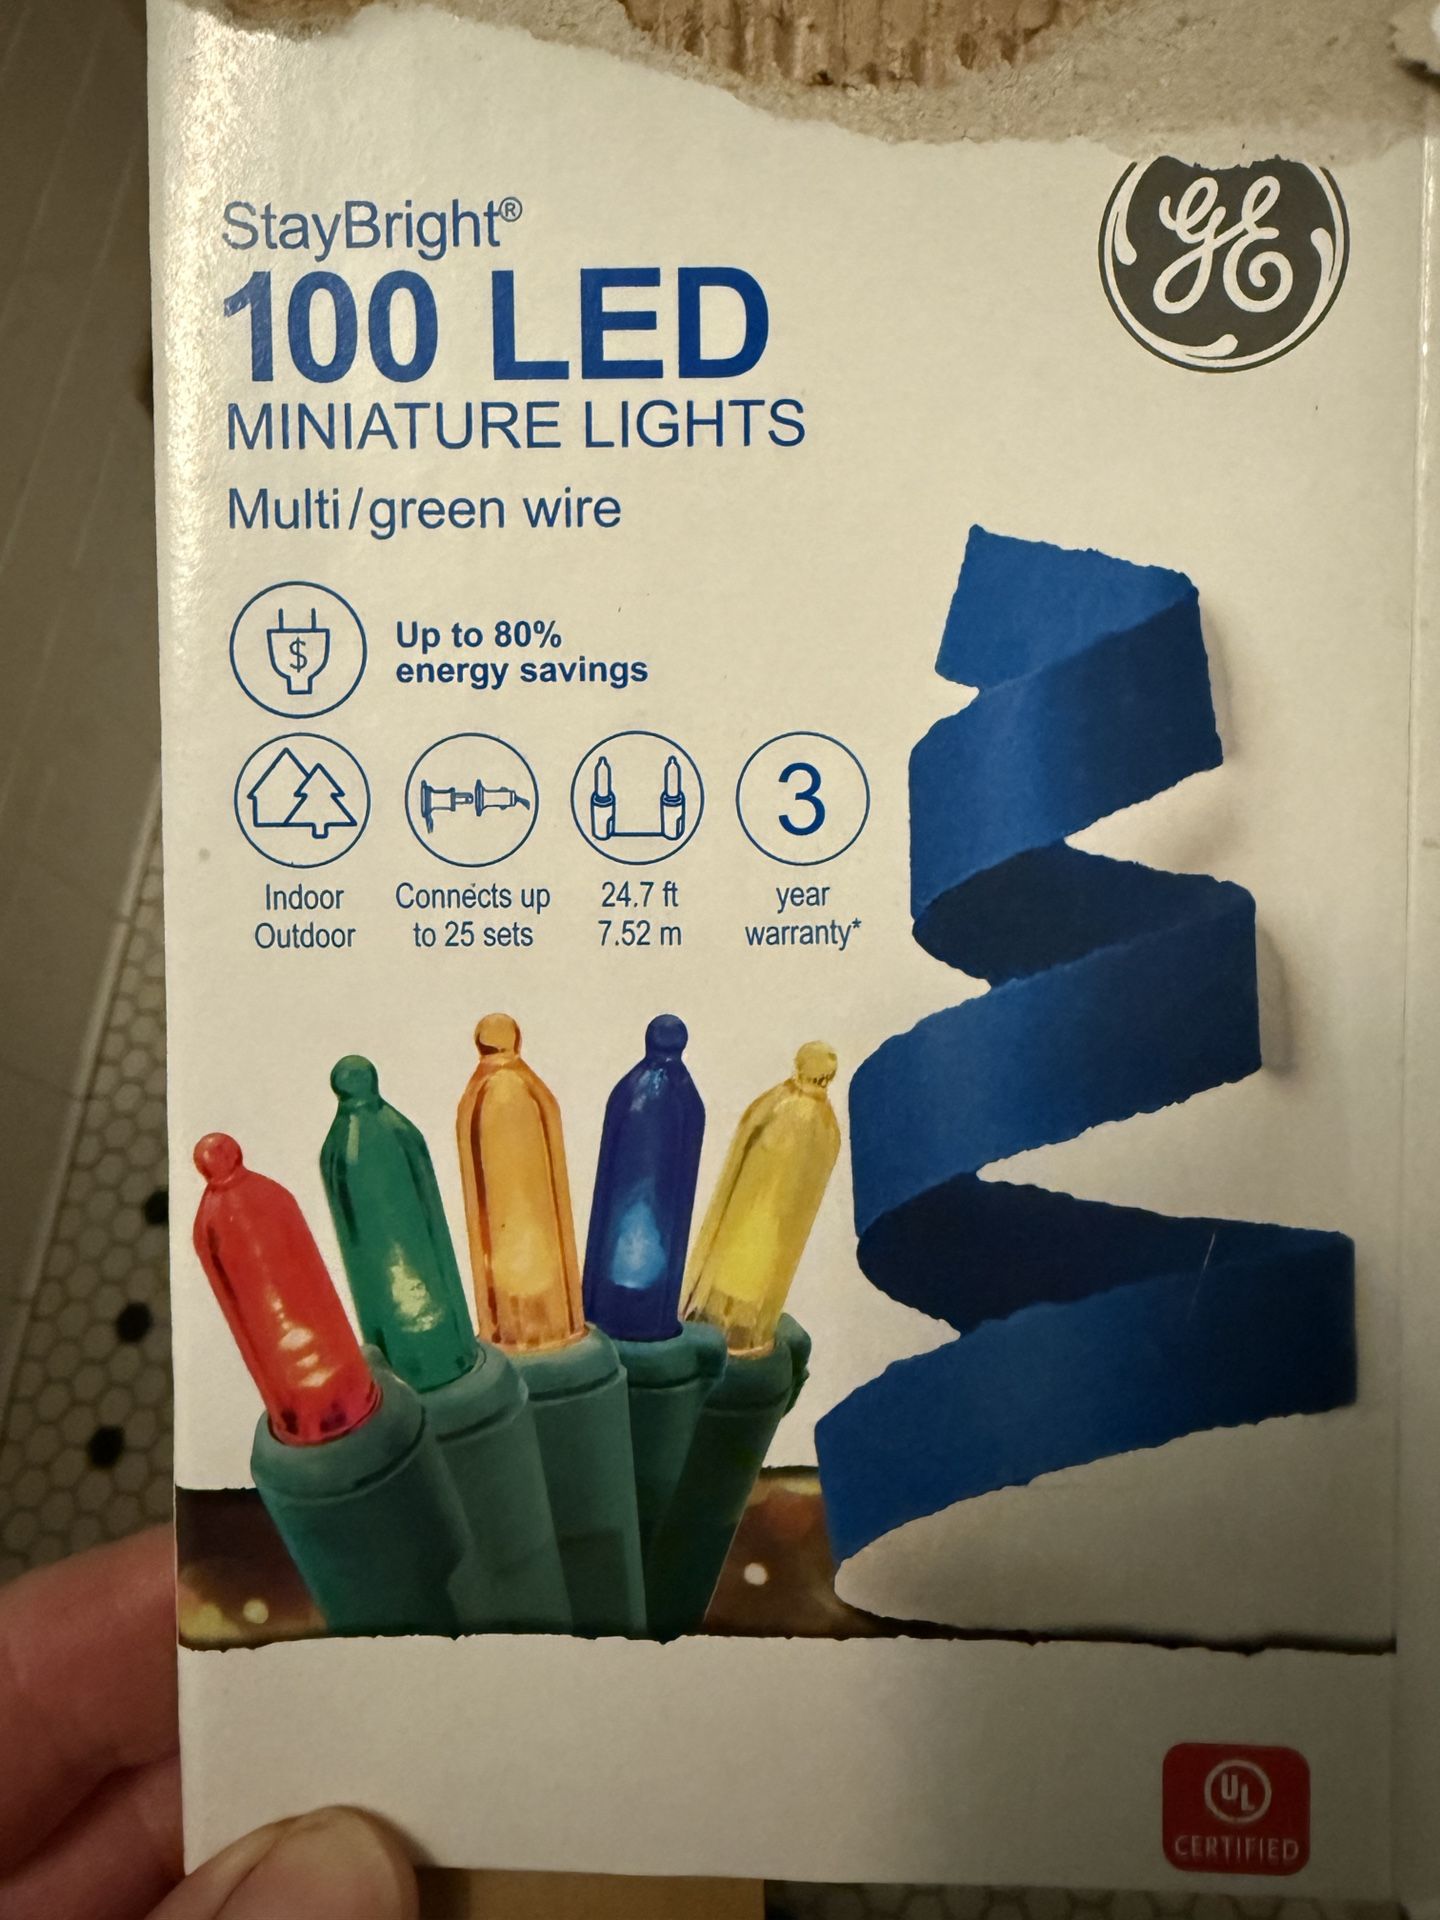 StayBright®
GE
100 LED
MINIATURE LIGHTS
Multi/green wire
$
Up to 80%
energy savings
3
Indoor
Outdoor
Connects up
to 25 sets
24.7 ft
7.52 m
year
warranty*
UL
CERTIFIED